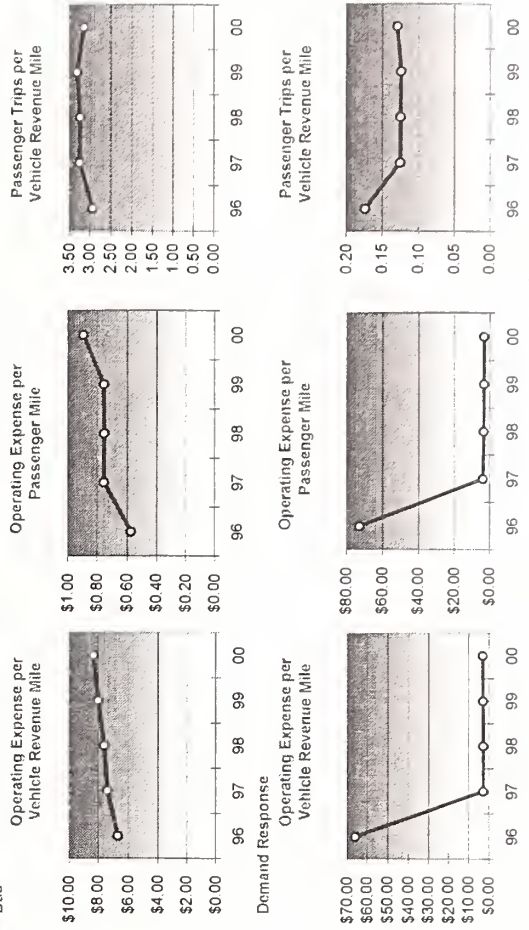 Operating Expense per
Vehicle Revenue Mile
$10.00
$8.00
$6.00
$4.00
$2.00
$0.00
96 97 98 99 00
Operating Expense per
Passenger Mile
$1.00
$0.80
$0.60
$0.40
$0.20
$0.00
96 97 98 99 00
Passenger Trips per
Vehicle Revenue Mile
3.50
3.00
2.50
2.00
1.50
1.00
0.50
0.00
96 97 98 99 00
Demand Response
Operating Expense per
Vehicle Revenue Mile
$70.00
$60.00
$50.00
$40.00
$30.00
$20.00
$10.00
$0.00
96 97 98 99 00
Operating Expense per
Passenger Mile
$80.00
$60.00
$40.00
$20.00
$0.00
96 97 98 99 00
Passenger Trips per
Vehicle Revenue Mile
0.20
0.15
0.10
0.05
0.00
96 97 98 99 00